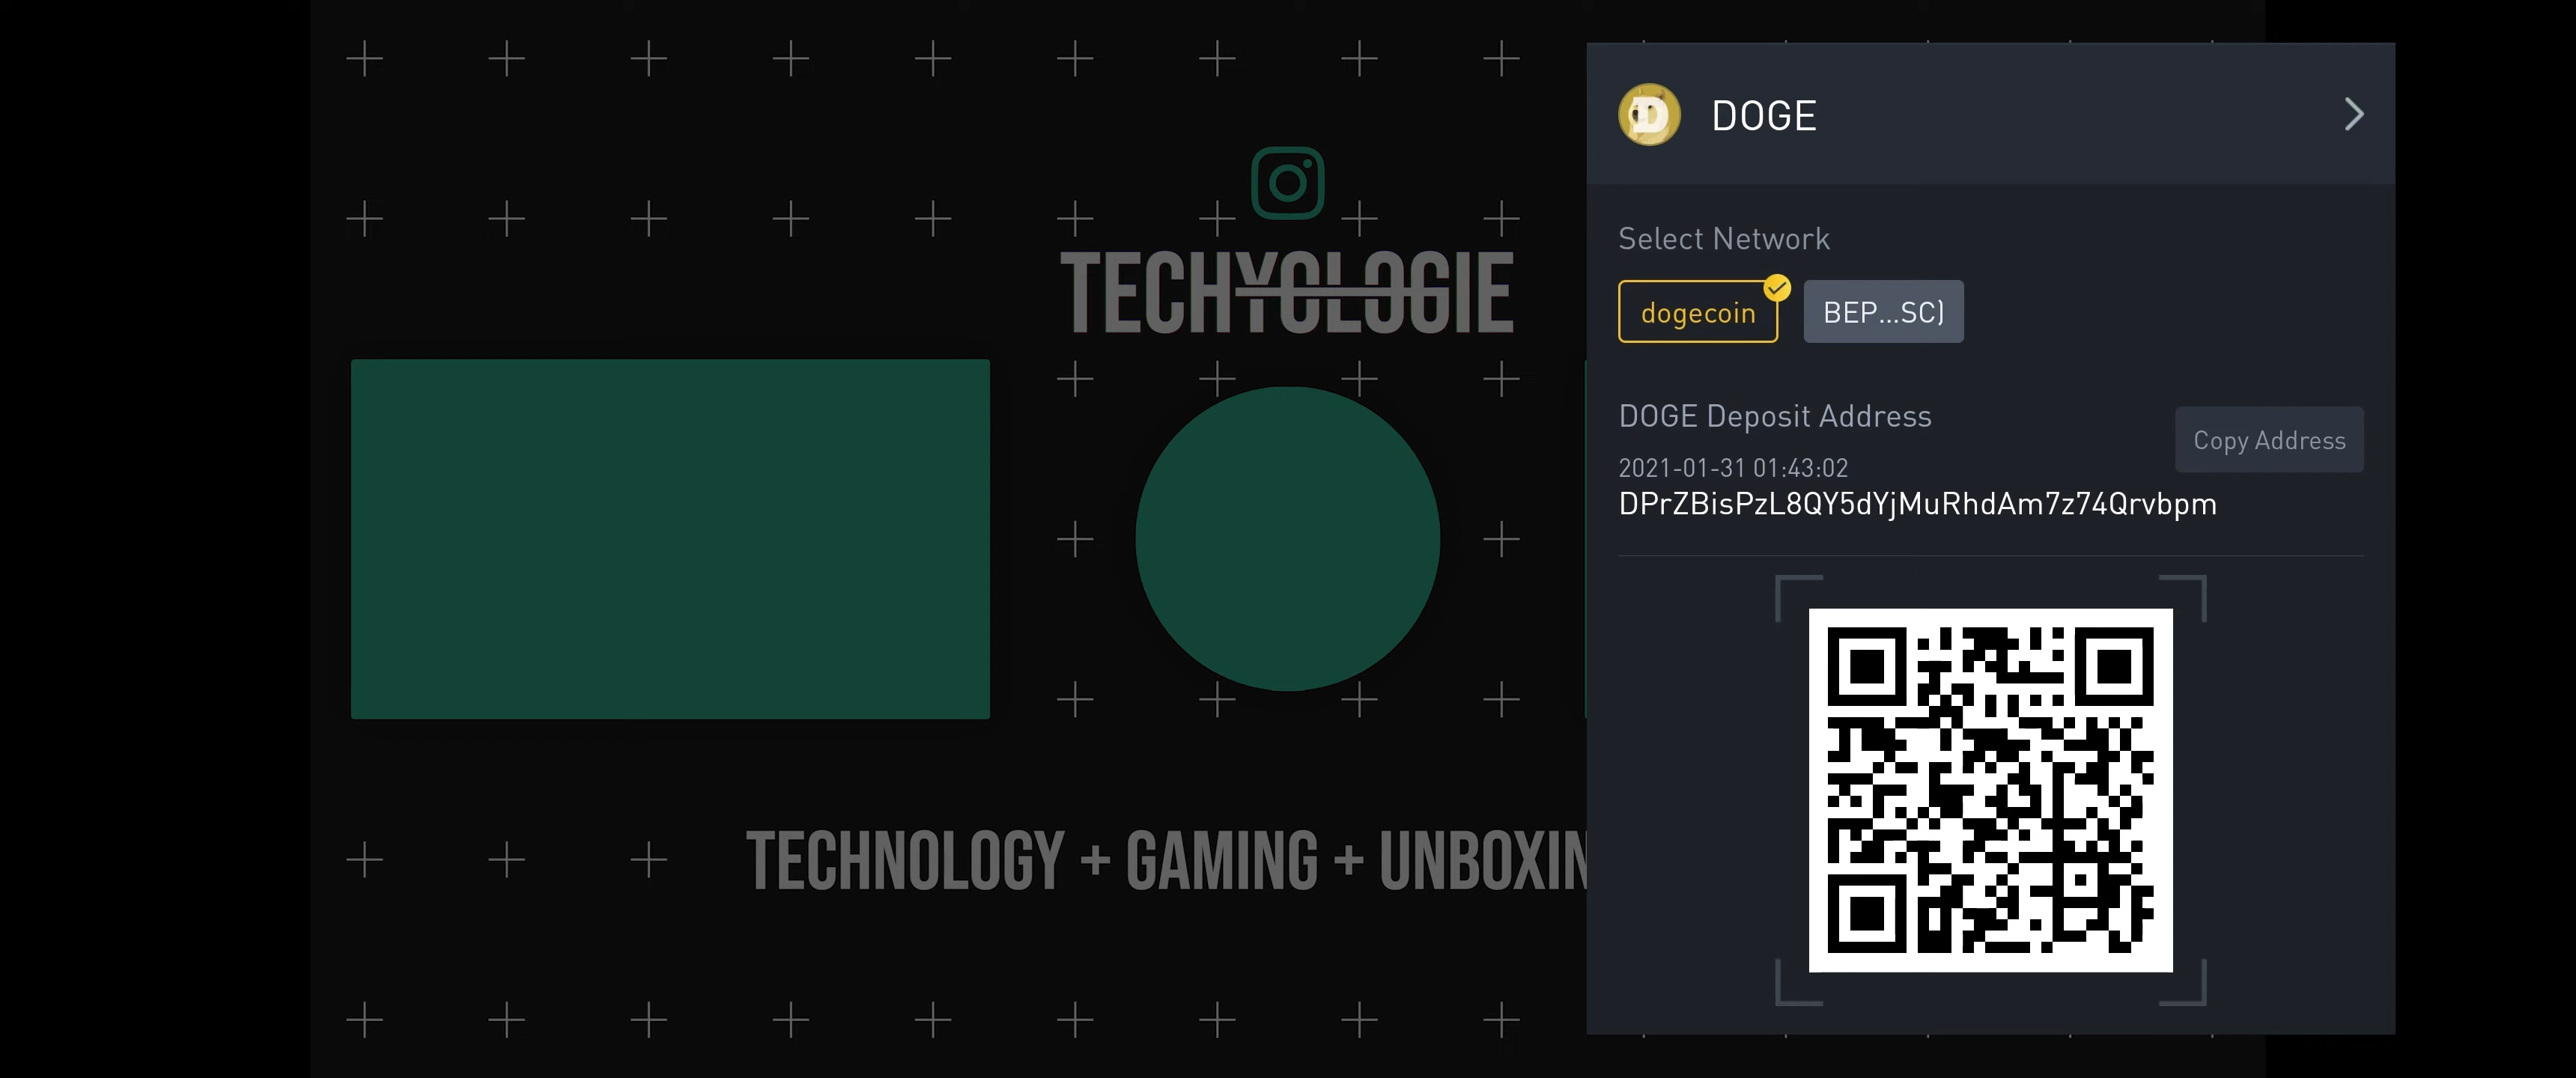 TECHYOLOGIE
TECHNOLOGY + GAMING + UNBOXIN
DOGE
Select Network
dogecoin
BEP...SC)
DOGE Deposit Address
Copy Address
2021-01-31 01:43:02
DPrZBisPzL8QY5dYjMuRhdAm7z74Qrvbpm